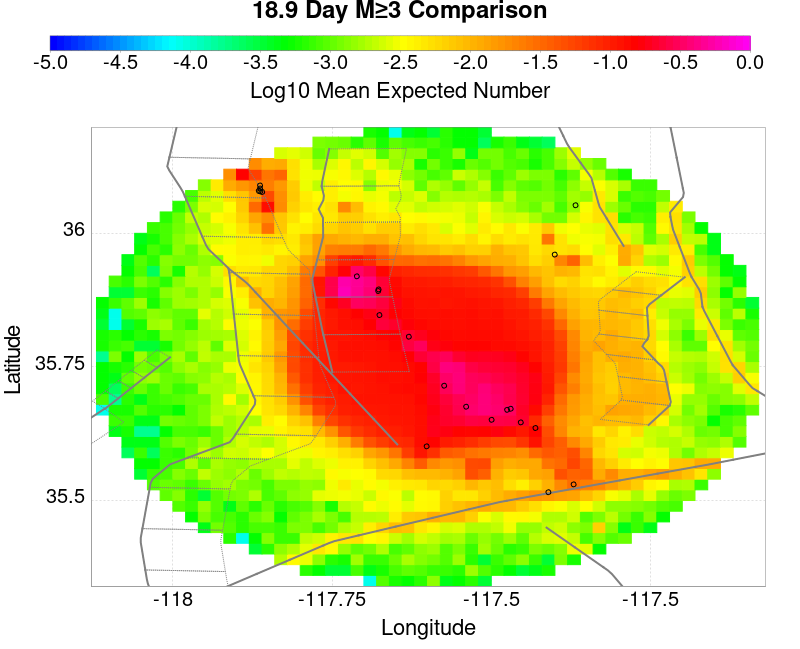 18.9 Day M≥3 Comparison
-5.0 -4.5 -4.0 -3.5 -3.0 -2.5 -2.0 -1.5 -1.0 -0.5 0.0
Log10 Mean Expected Number
36
35.75
35.5
Latitude
-118 -117.75 -117.5 -117.5
Longitude